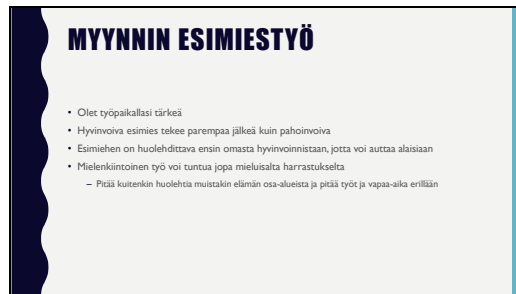 MYYNNIN ESIMIESTYÖ
• Olet työpaikallasi tärkeä
• Hyvinvoiva esimies tekee parempaa jälkeä kuin pahoinvoiva
• Esimiehen on huolehdittava ensin omasta hyvinvoinnistaan, jotta voi auttaa alaisiaan
• Mielenkiintoinen työ voi tuntua jopa mieluisalta harrastukselta
– Pitää kuitenkin huolehtia muistakin elämän osa-alueista ja pitää työt ja vapaa-aika erillään